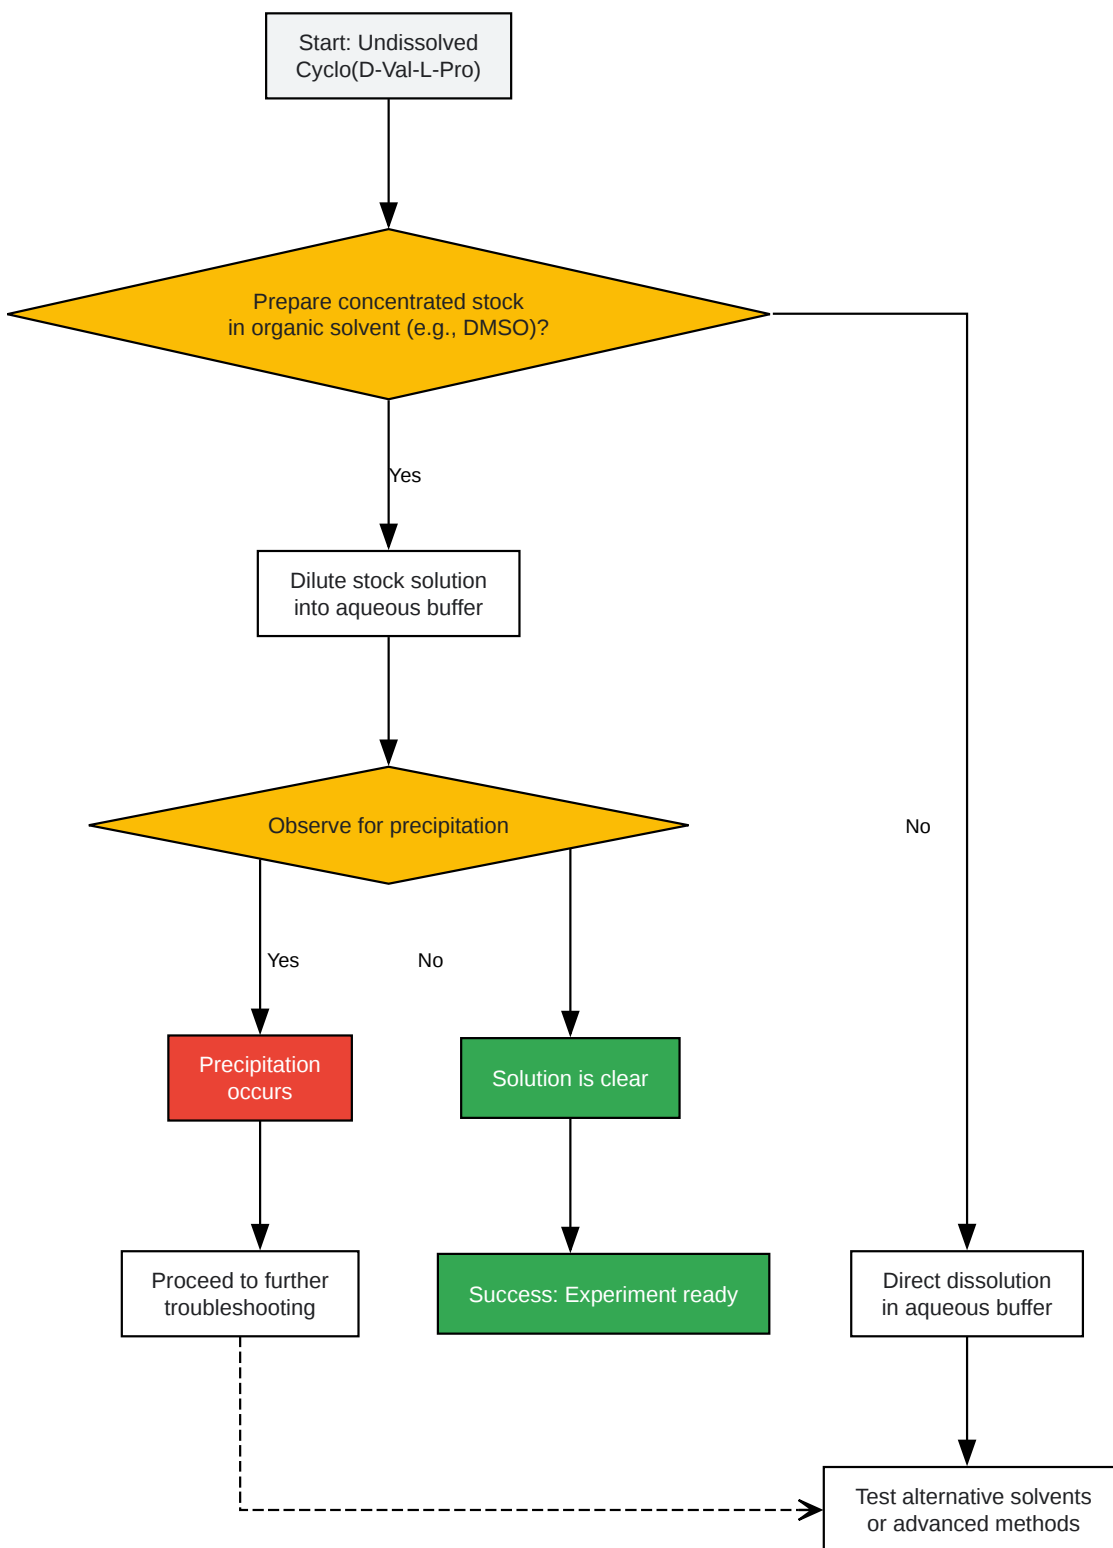 Start: Undissolved
Cyclo(D-Val-L-Pro)
Prepare concentrated stock
in organic solvent (e.g., DMSO)?
Yes
Dilute stock solution
into aqueous buffer
Observe for precipitation
No
Yes
No
Precipitation
occurs
Solution is clear
Proceed to further
troubleshooting
Success: Experiment ready
Direct dissolution
in aqueous buffer
Test alternative solvents
or advanced methods